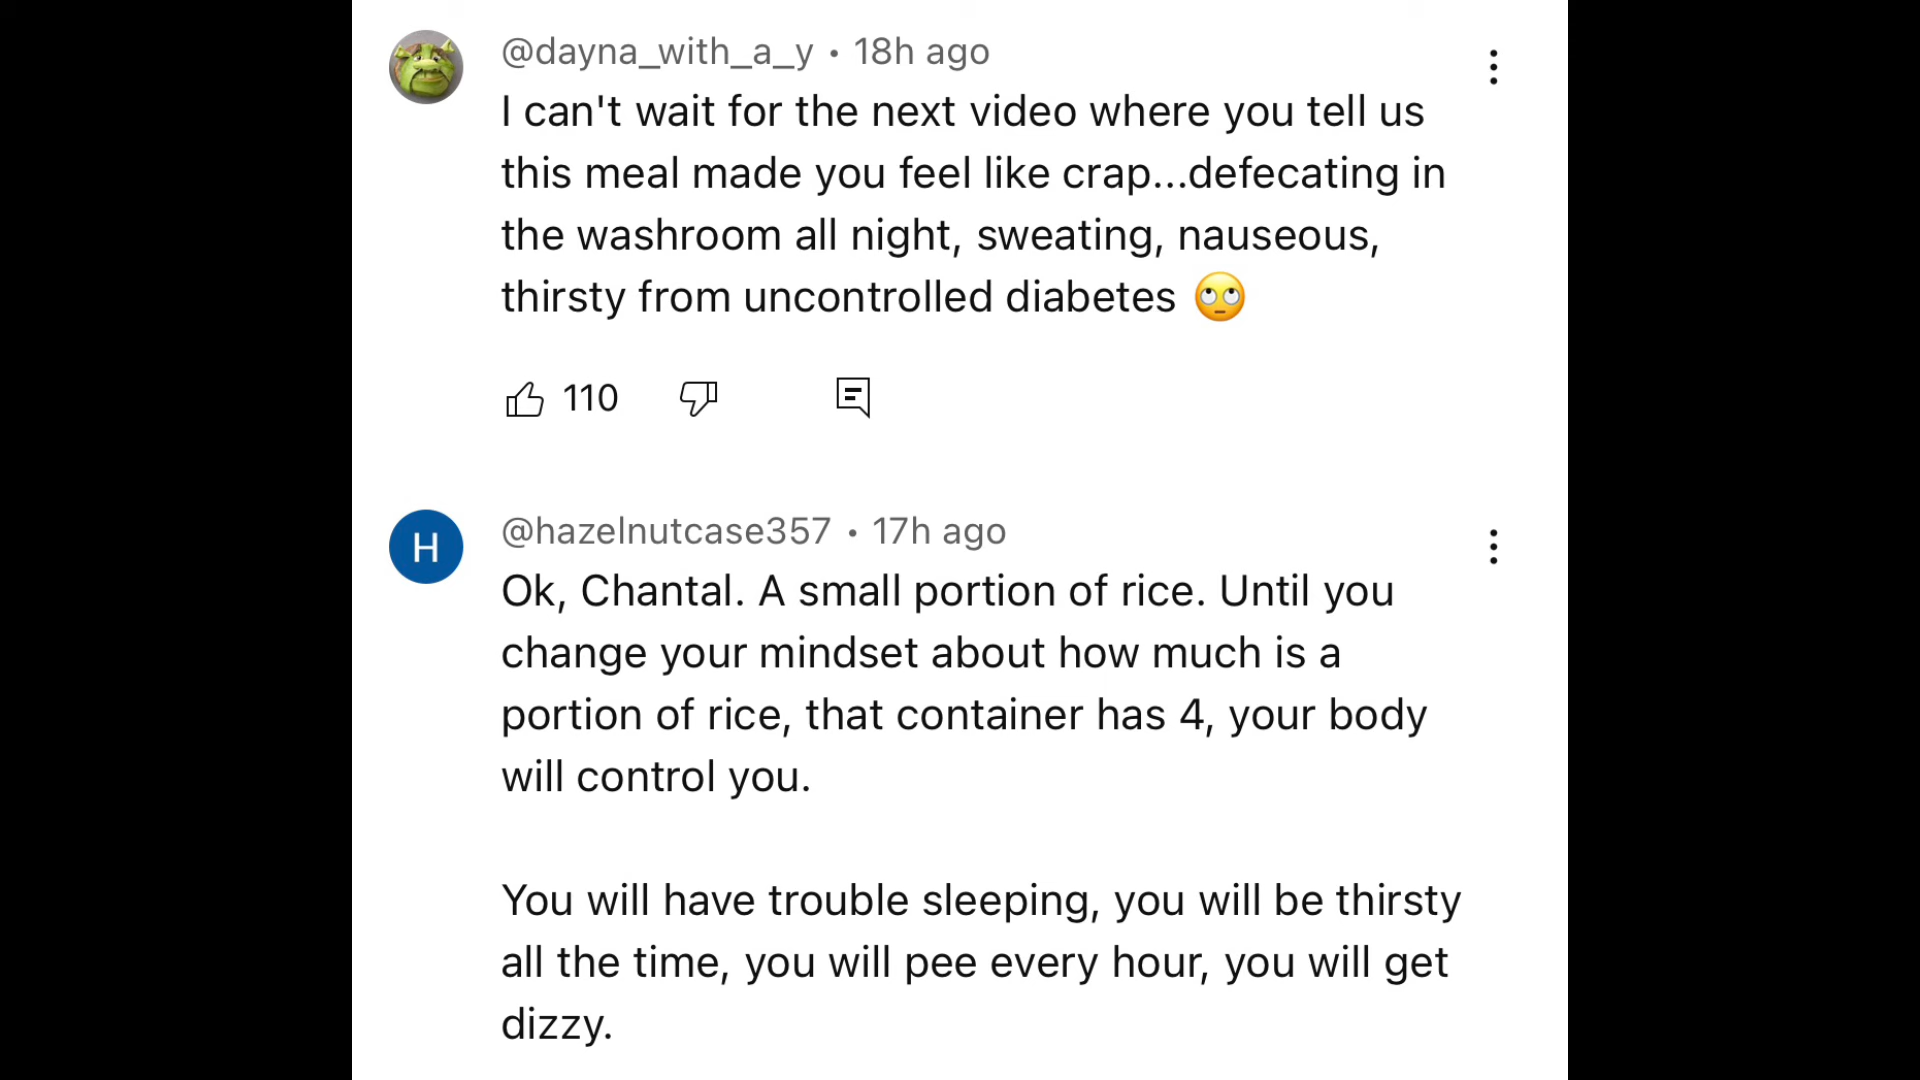 @dayna_with_a_y • 18h ago
I can't wait for the next video where you tell us
this meal made you feel like crap...defecating in
the washroom all night, sweating, nauseous,
thirsty from uncontrolled diabetes 🙄
110
H
@hazelnutcase357 • 17h ago
Ok, Chantal. A small portion of rice. Until you
change your mindset about how much is a
portion of rice, that container has 4, your body
will control you.
You will have trouble sleeping, you will be thirsty
all the time, you will pee every hour, you will get
dizzy.